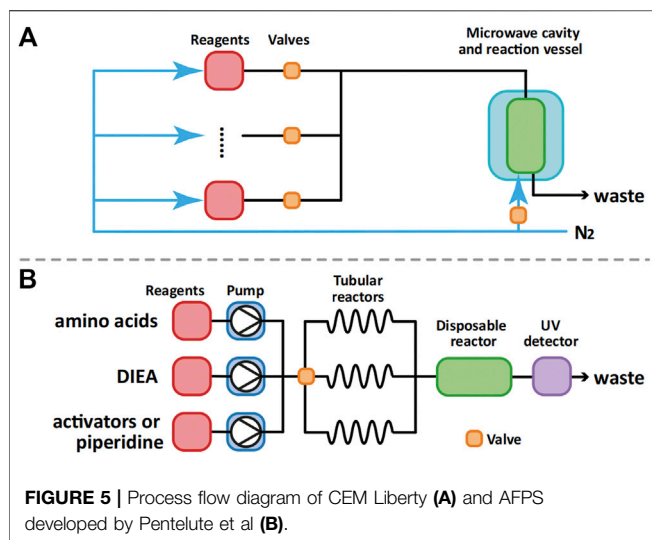 A
Reagents
Valves
Microwave cavity
and reaction vessel
waste
N2
B
Reagents
Pump
Tubular
reactors
Disposable
reactor
UV
detector
amino acids
DIEA
activators or
piperidine
waste
Valve
FIGURE 5 | Process flow diagram of CEM Liberty (A) and AFPS
developed by Pentelute et al (B).